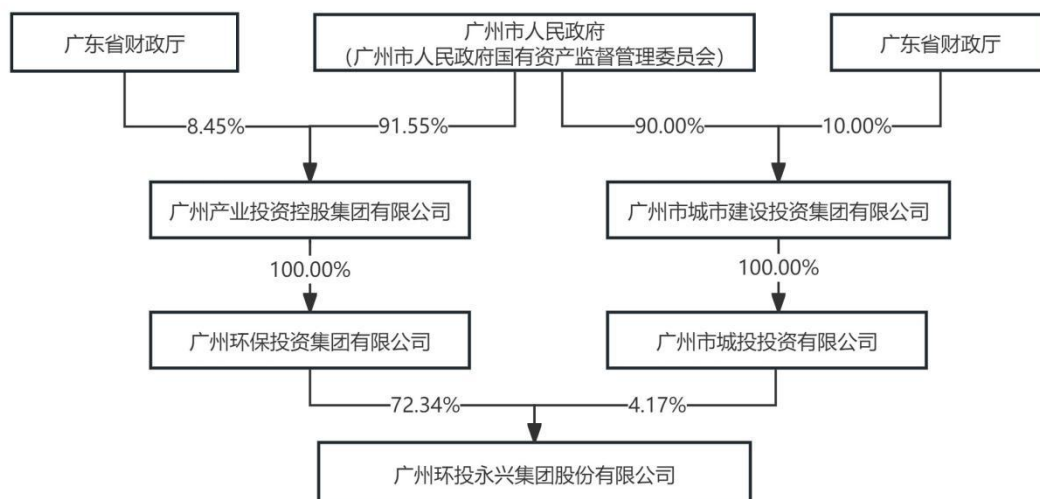 广东省财政厅
广州市人民政府
（广州市人民政府国有资产监督管理委员会）
广东省财政厅
8.45%
91.55%
90.00%
10.00%
广州产业投资控股集团有限公司
广州市城市建设投资集团有限公司
100.00%
100.00%
广州环保投资集团有限公司
广州市城投投资有限公司
72.34%
4.17%
广州环投永兴集团股份有限公司